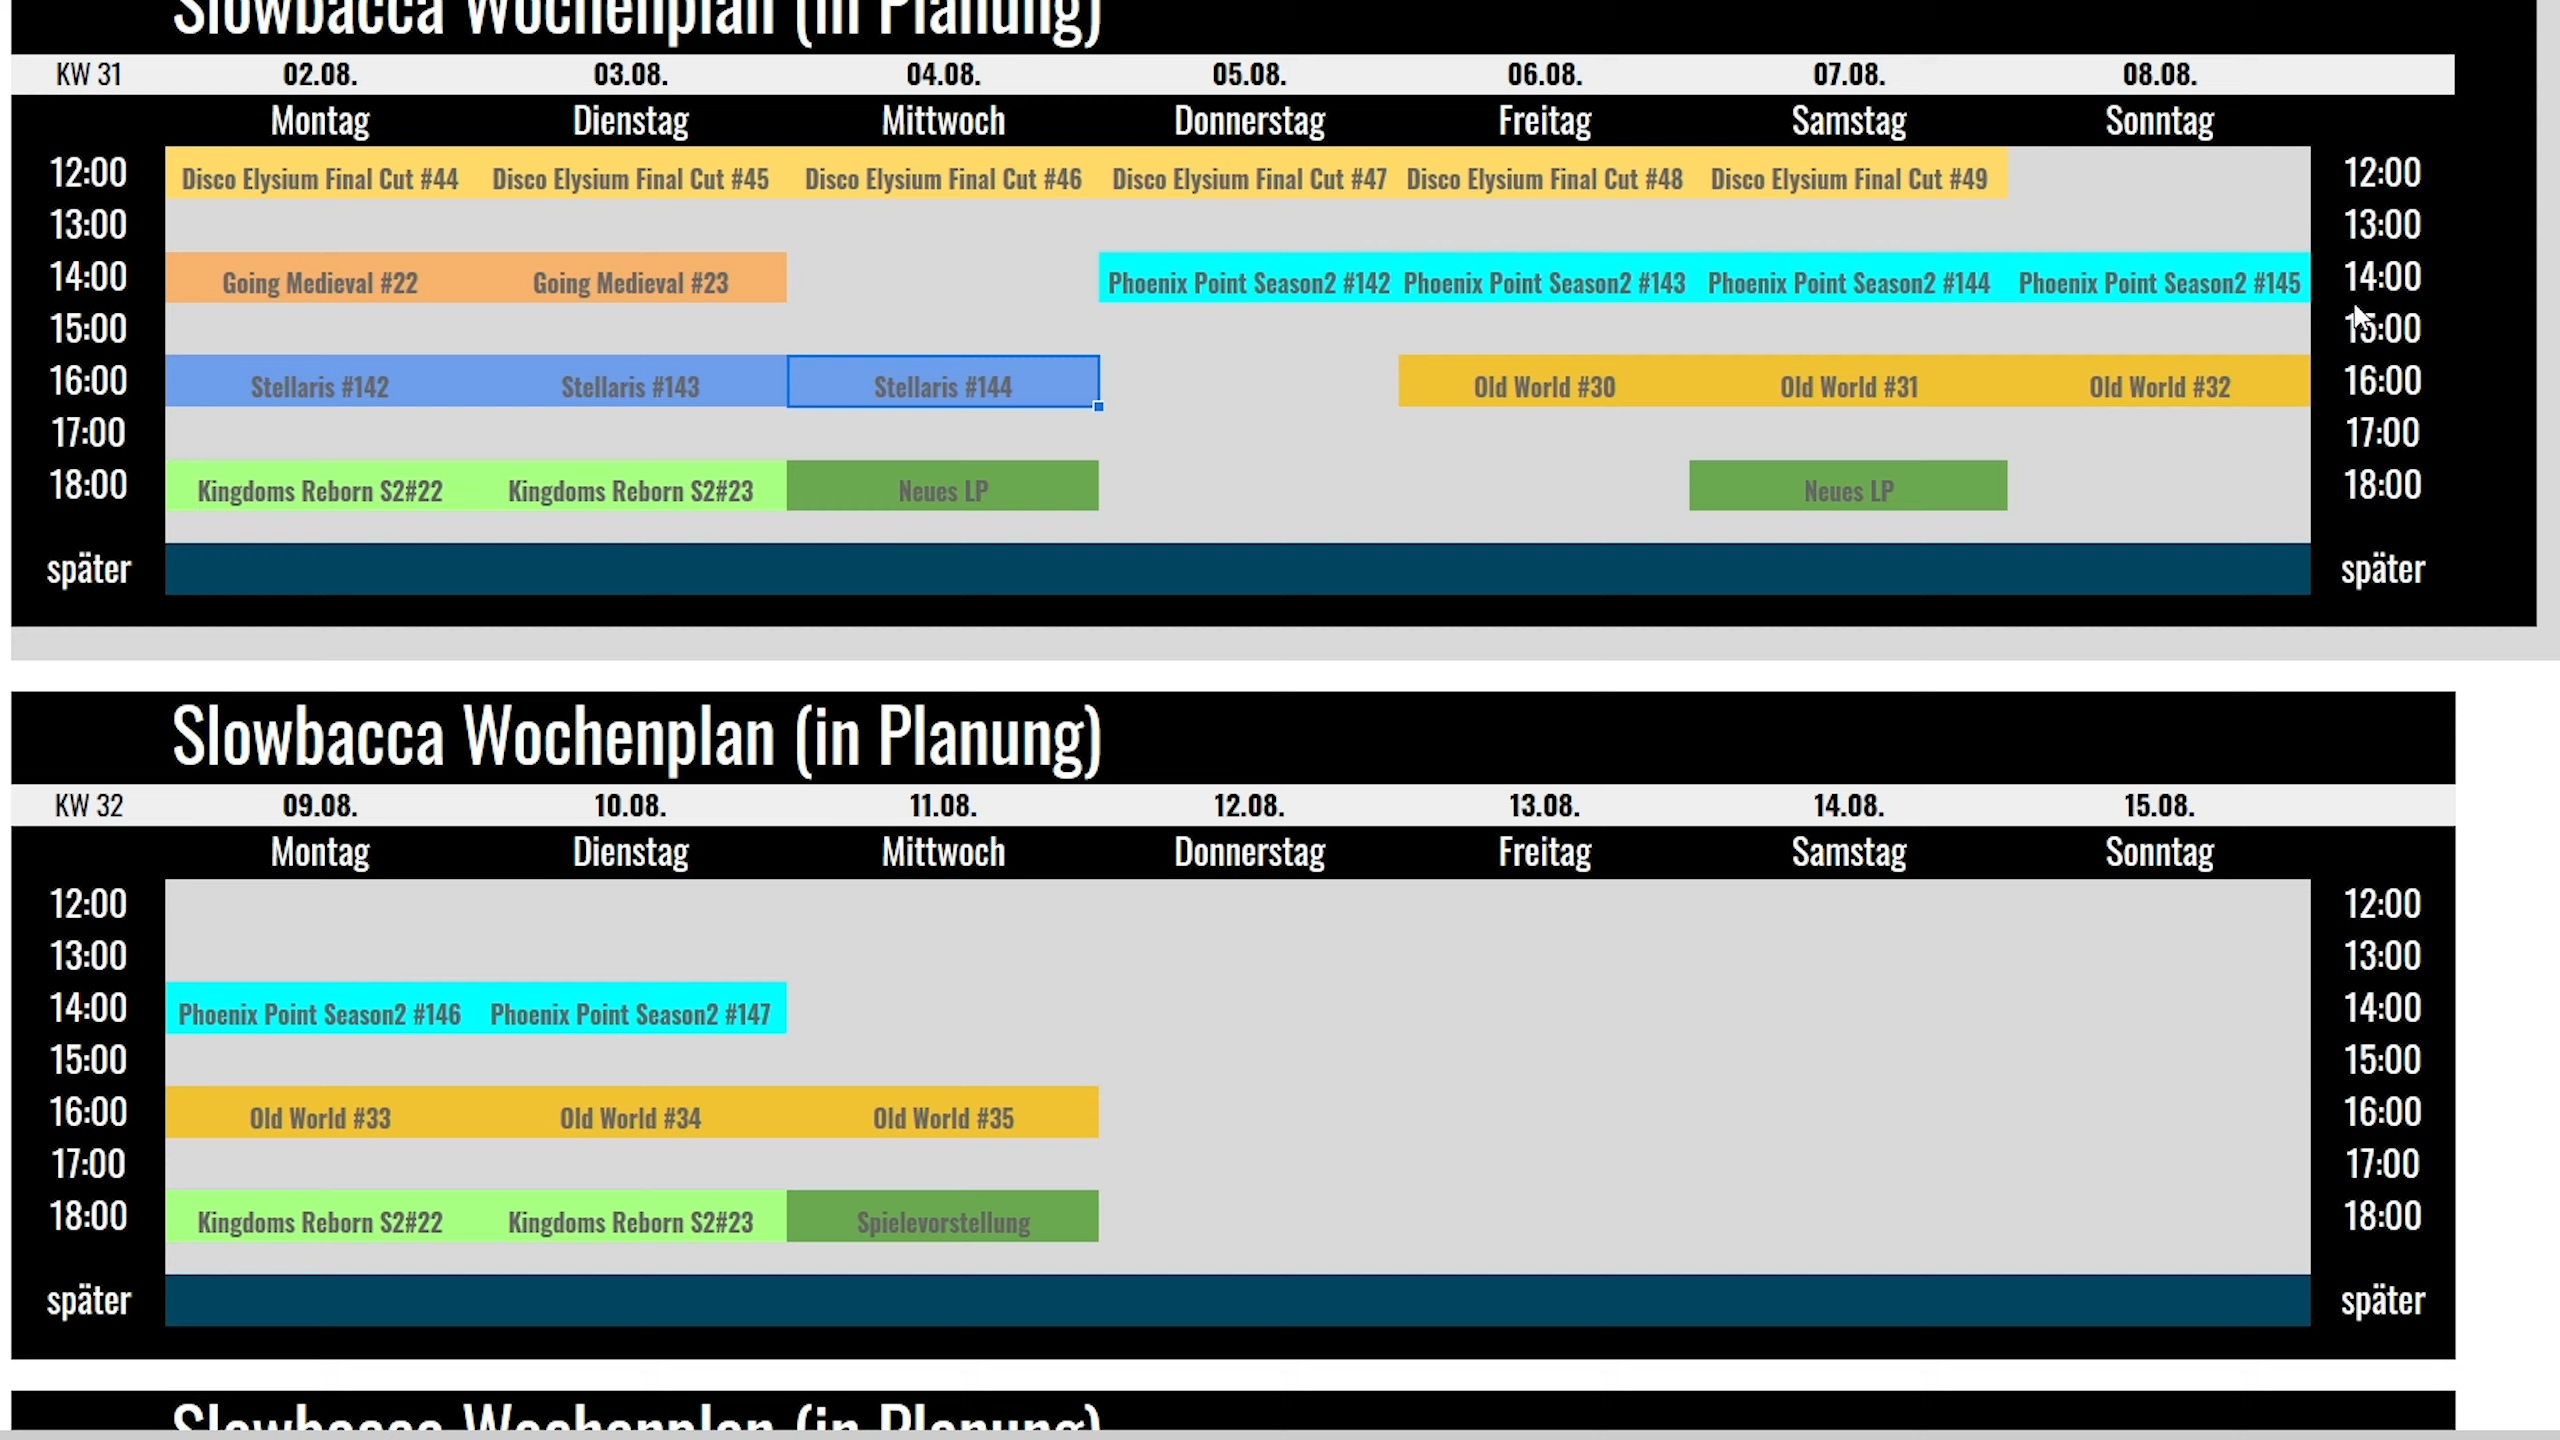 Slowbacca Wochenplan (in Planung)
KW 31 02.08. 03.08. 04.08. 05.08. 06.08. 07.08. 08.08.
Montag Dienstag Mittwoch Donnerstag Freitag Samstag Sonntag
12:00 Disco Elysium Final Cut #44 Disco Elysium Final Cut #45 Disco Elysium Final Cut #46 Disco Elysium Final Cut #47 Disco Elysium Final Cut #48 Disco Elysium Final Cut #49 12:00
13:00 13:00
14:00 Going Medieval #22 Going Medieval #23 Phoenix Point Season2 #142 Phoenix Point Season2 #143 Phoenix Point Season2 #144 Phoenix Point Season2 #145 14:00
15:00 15:00
16:00 Stellaris #142 Stellaris #143 Stellaris #144 Old World #30 Old World #31 Old World #32 16:00
17:00 17:00
18:00 Kingdoms Reborn S2#22 Kingdoms Reborn S2#23 Neues LP Neues LP 18:00
später später
Slowbacca Wochenplan (in Planung)
KW 32 09.08. 10.08. 11.08. 12.08. 13.08. 14.08. 15.08.
Montag Dienstag Mittwoch Donnerstag Freitag Samstag Sonntag
12:00 12:00
13:00 13:00
14:00 Phoenix Point Season2 #146 Phoenix Point Season2 #147 14:00
15:00 15:00
16:00 Old World #33 Old World #34 Old World #35 16:00
17:00 17:00
18:00 Kingdoms Reborn S2#22 Kingdoms Reborn S2#23 Spielevorstellung 18:00
später später
Slowbacca Wochenplan (in Planung)